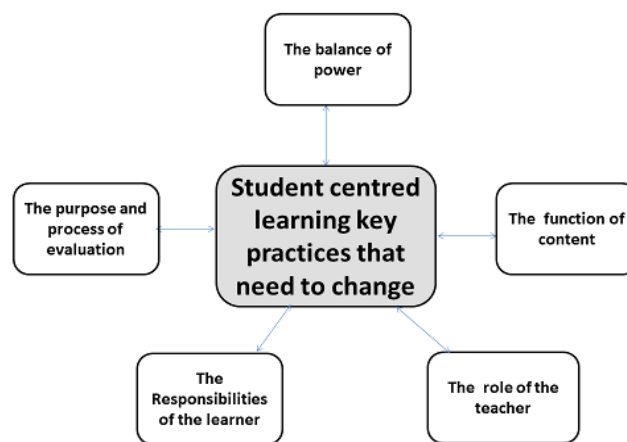 The balance of
power
The purpose and
process of
evaluation
Student centred
learning key
practices that
need to change
The function of
content
The
Responsibilities
of the learner
The role of the
teacher